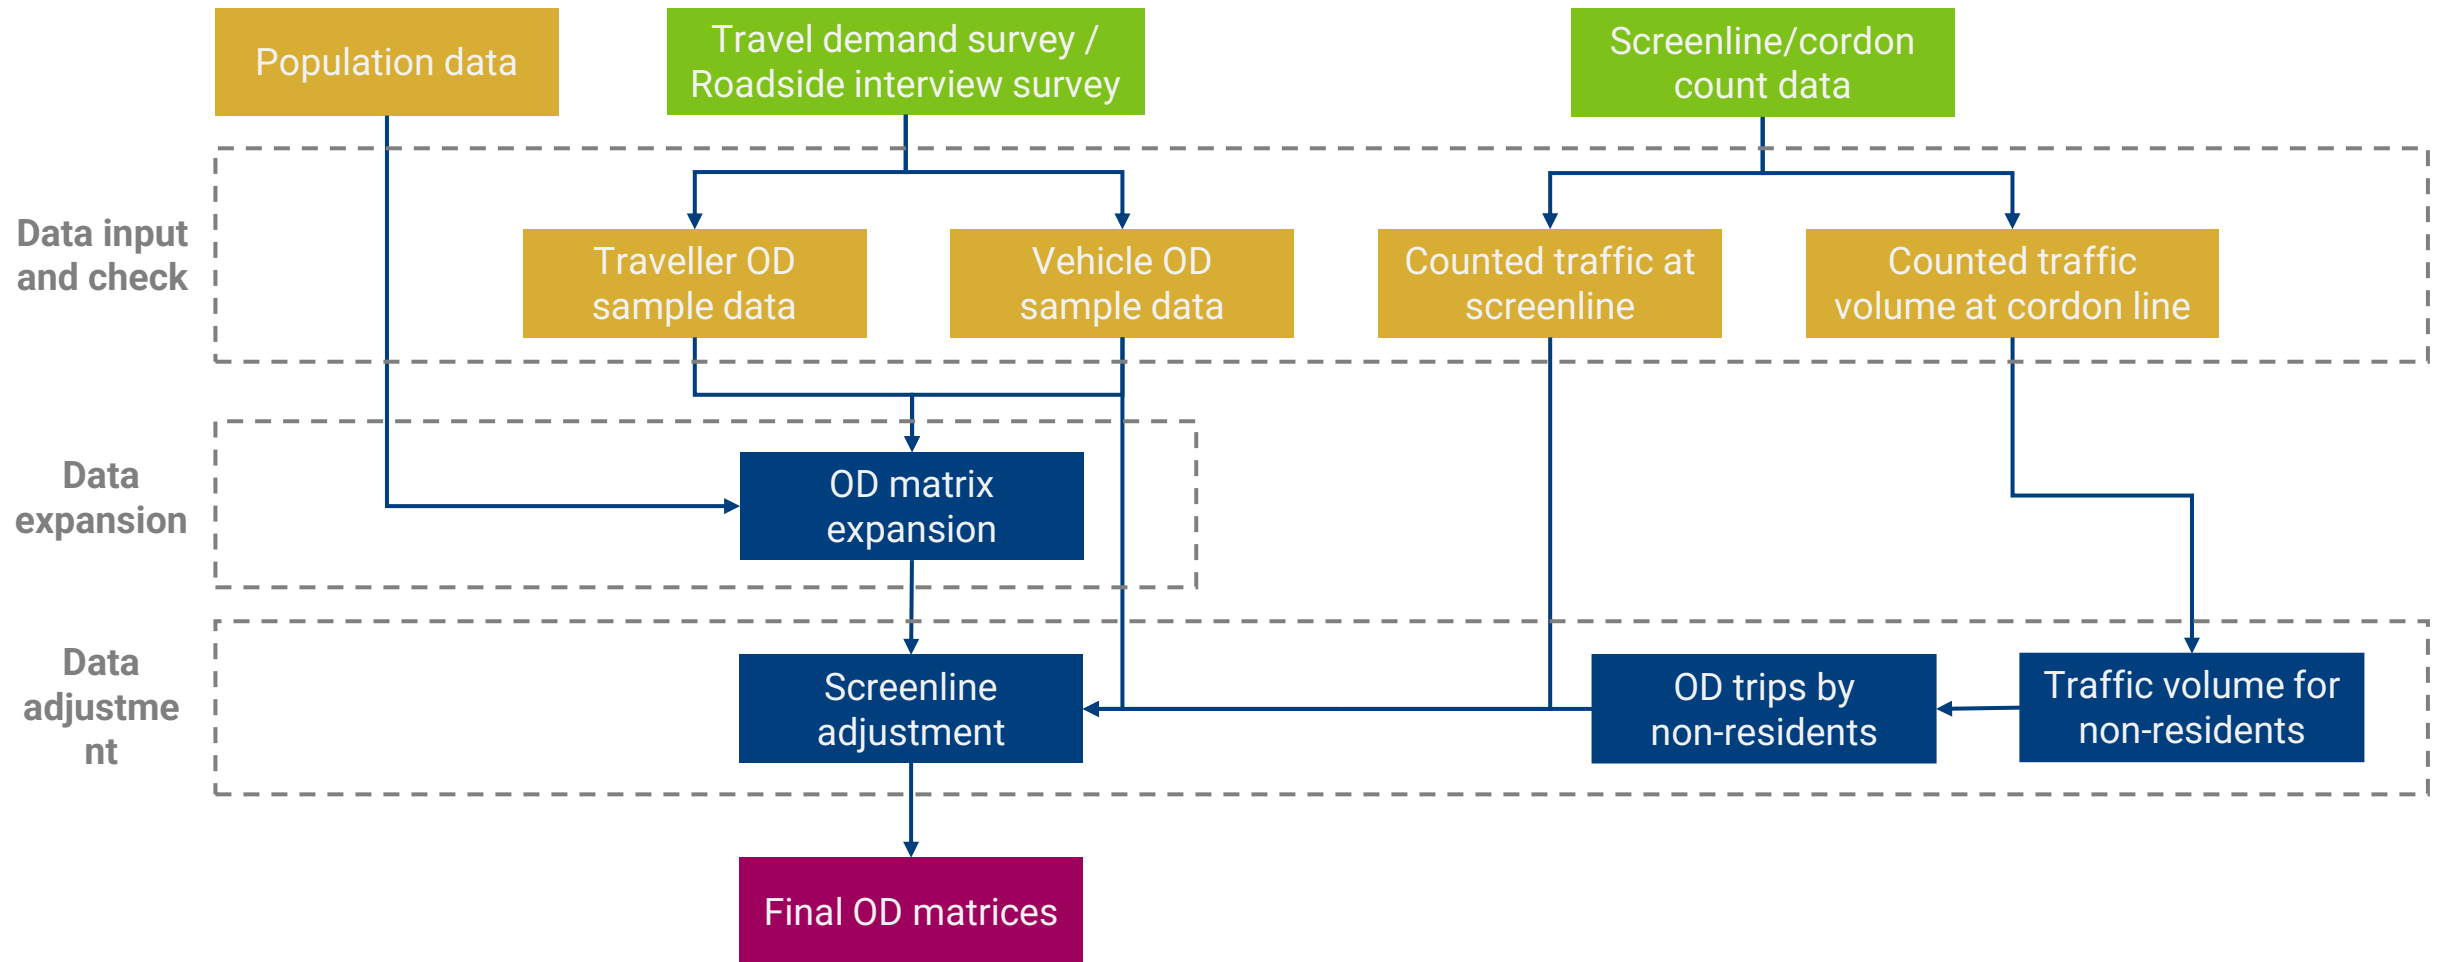 Population data
Travel demand survey /
Roadside interview survey
Screenline/cordon
count data
Data input
and check
Traveller OD
sample data
Vehicle OD
sample data
Counted traffic at
screenline
Counted traffic
volume at cordon line
Data
expansion
OD matrix
expansion
Data
adjustme
nt
Screenline
adjustment
OD trips by
non-residents
Traffic volume for
non-residents
Final OD matrices